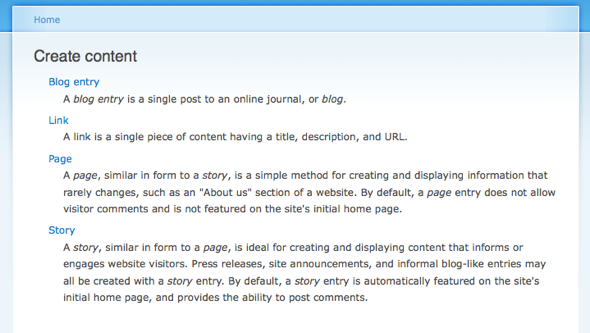 Home
Create content
Blog entry
A blog entry is a single post to an online journal, or blog.
Link
A link is a single piece of content having a title, description, and URL.
Page
A page, similar in form to a story, is a simple method for creating and displaying information that
rarely changes, such as an "About us" section of a website. By default, a page entry does not allow
visitor comments and is not featured on the site's initial home page.
Story
A story, similar in form to a page, is ideal for creating and displaying content that informs or
engages website visitors. Press releases, site announcements, and informal blog-like entries may
all be created with a story entry. By default, a story entry is automatically featured on the site's
initial home page, and provides the ability to post comments.